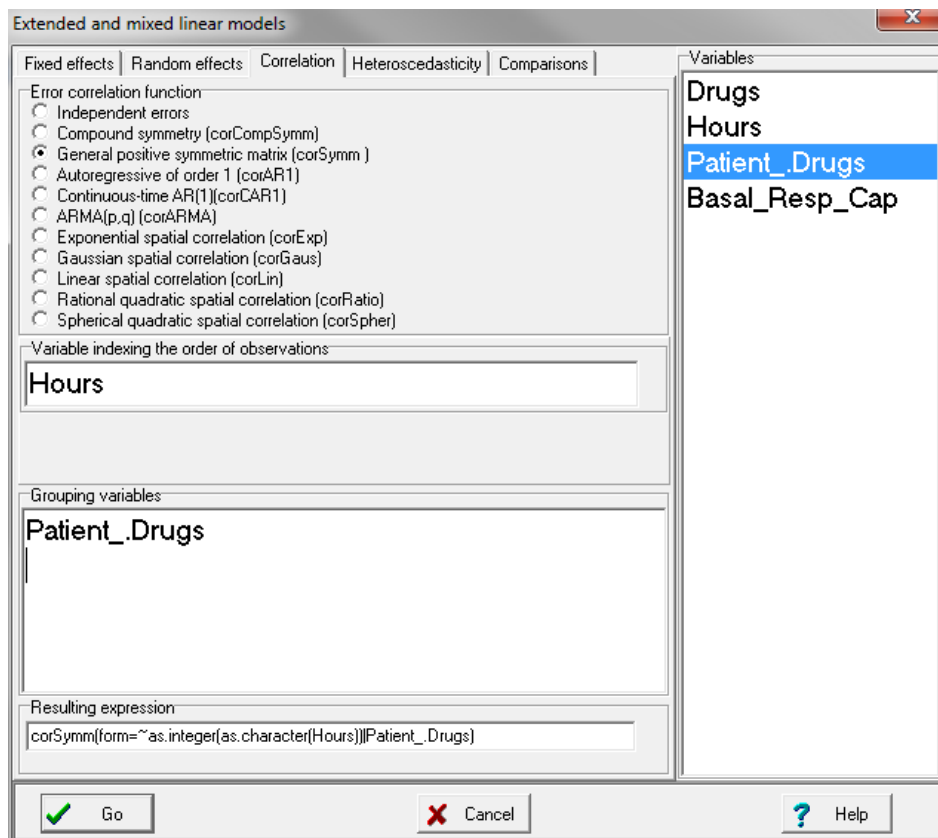 Extended and mixed linear models
x
Fixed effects Random effects Correlation Heteroscedasticity Comparisons
Error correlation function
Independent errors
Compound symmetry (corCompSymm)
General positive symmetric matrix (corSymm )
Autoregressive of order 1 (corAR1)
Continuous-time AR(1)(corCAR1)
ARMA(p,q) (corARMA)
Exponential spatial correlation (corExp)
Gaussian spatial correlation (corGaus)
Linear spatial correlation (corLin)
Rational quadratic spatial correlation (corRatio)
Spherical quadratic spatial correlation (corSpher)
Variable indexing the order of observations
Hours
Grouping variables
Patient_.Drugs
Resulting expression
corSymm(form=~as.integer(as.character(Hours))|Patient_.Drugs)
Variables
Drugs
Hours
Patient_.Drugs
Basal_Resp_Cap
Go
Cancel
? Help